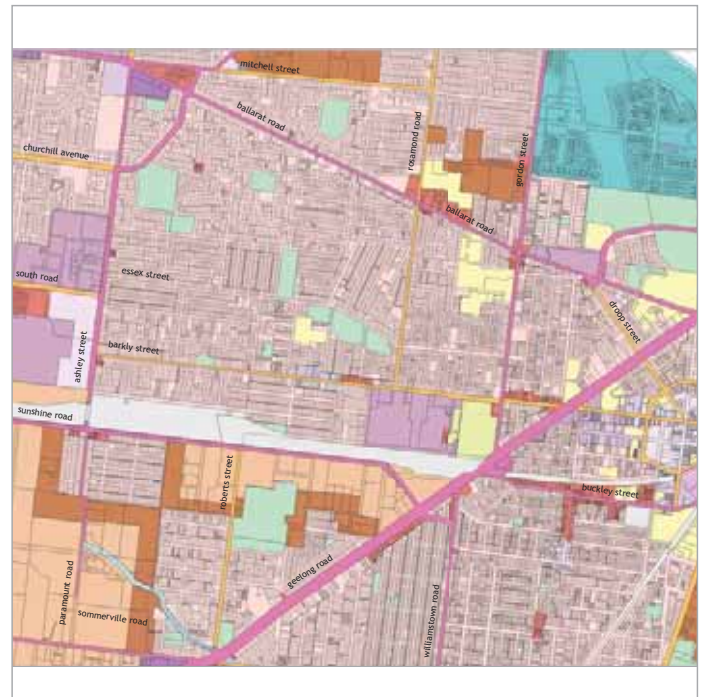 mitchell street
ballarat road
rosamond road
gordon street
churchill avenue
ballarat road
south road
essex street
droop street
ashley street
barkly street
sunshine road
roberts street
buckley street
geelong road
paramount road
sommerville road
williamstown road